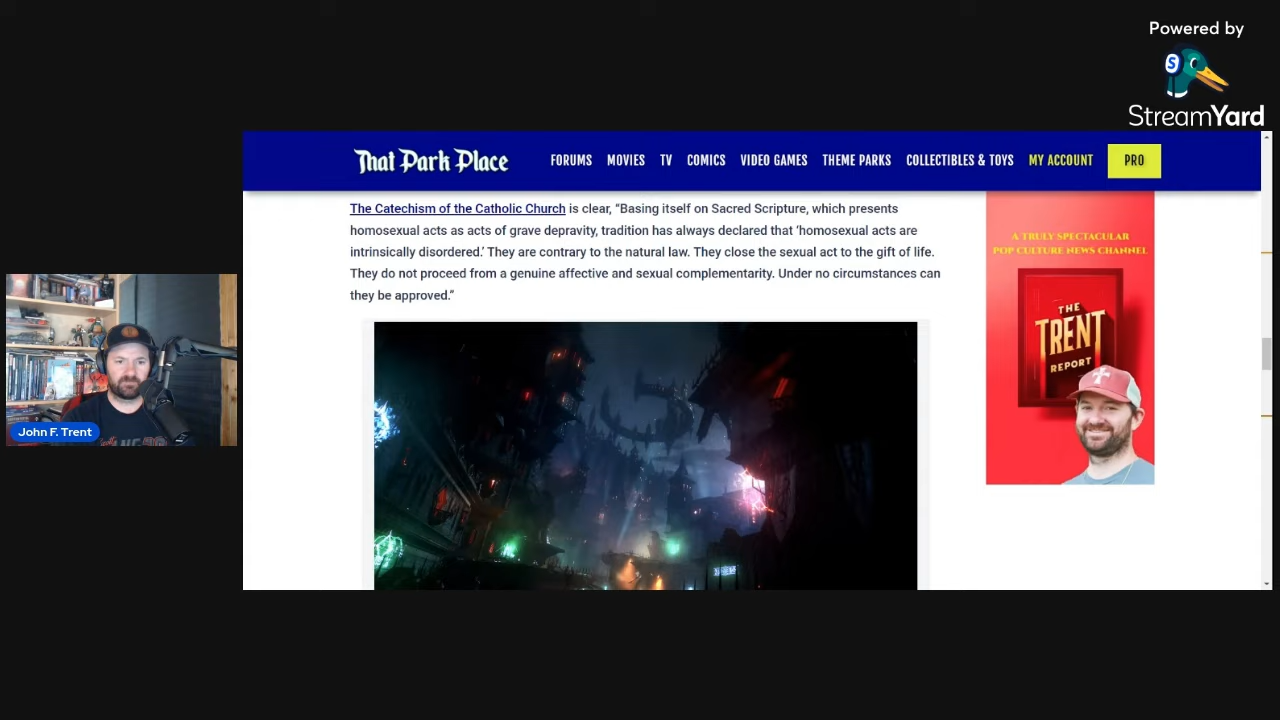 Powered by
StreamYard
That Park Place
FORUMS MOVIES TV COMICS VIDEO GAMES THEME PARKS COLLECTIBLES & TOYS MY ACCOUNT PRO
The Catechism of the Catholic Church is clear, “Basing itself on Sacred Scripture, which presents
homosexual acts as acts of grave depravity, tradition has always declared that ‘homosexual acts are
intrinsically disordered.’ They are contrary to the natural law. They close the sexual act to the gift of life.
They do not proceed from a genuine affective and sexual complementarity. Under no circumstances can
they be approved.”
A TRULY SPECTACULAR
POP CULTURE NEWS CHANNEL
THE
TRENT
REPORT
John F. Trent